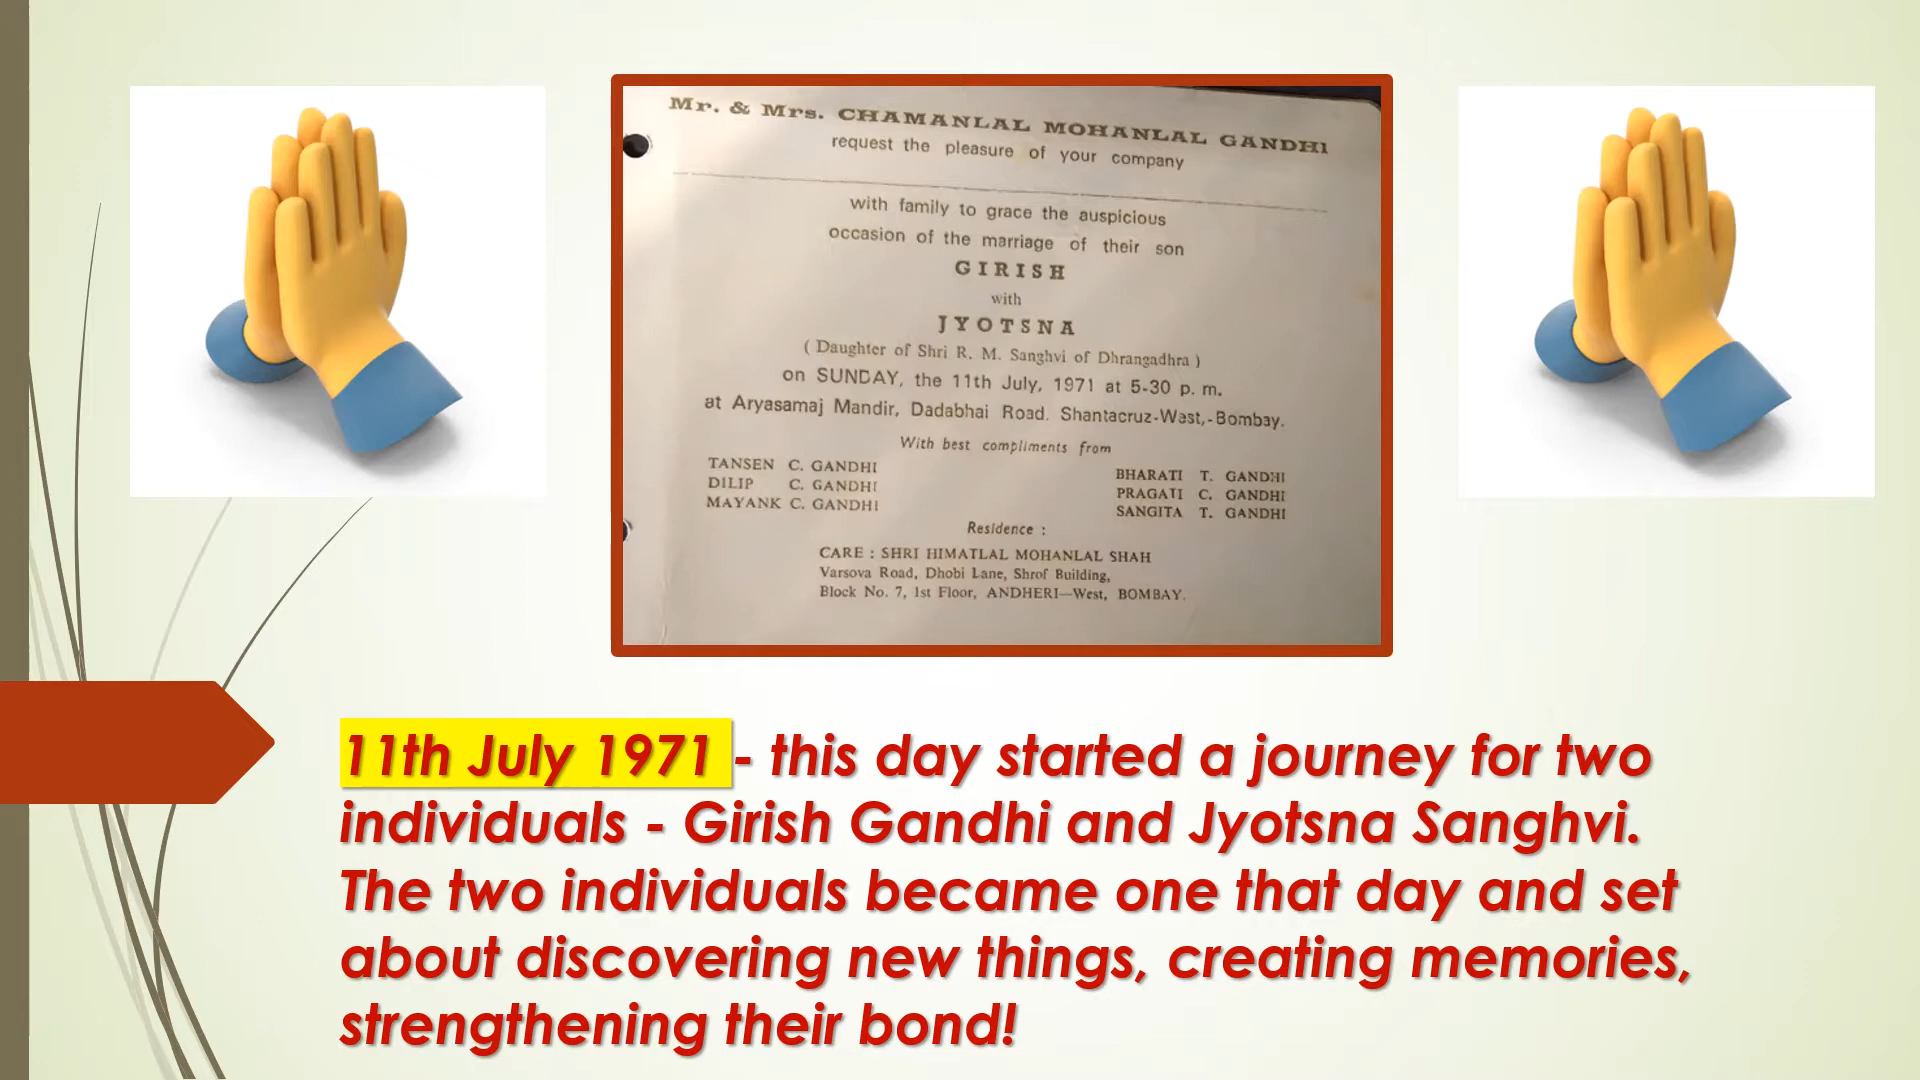 Mr. & Mrs. CHAMANLAL MOHANLAL GANDHI
request the pleasure of your company
with family to grace the auspicious
occasion of the marriage of their son
GIRISH
with
JYOTSNA
( Daughter of Shri R. M. Sanghvi of Dhrangadhra )
on SUNDAY, the 11th July, 1971 at 5-30 p. m.
at Aryasamaj Mandir, Dadabhai Road. Shantacruz-West,-Bombay.
With best compliments from
TANSEN C. GANDHI
DILIP C. GANDHI
MAYANK C. GANDHI
BHARATI T. GANDHI
PRAGATI C. GANDHI
SANGITA T. GANDHI
Residence :
CARE : SHRI HIMATLAL MOHANLAL SHAH
Varsova Road, Dhobi Lane, Shrof Building,
Block No. 7, 1st Floor, ANDHERI—West, BOMBAY.
11th July 1971 - this day started a journey for two
individuals - Girish Gandhi and Jyotsna Sanghvi.
The two individuals became one that day and set
about discovering new things, creating memories,
strengthening their bond!